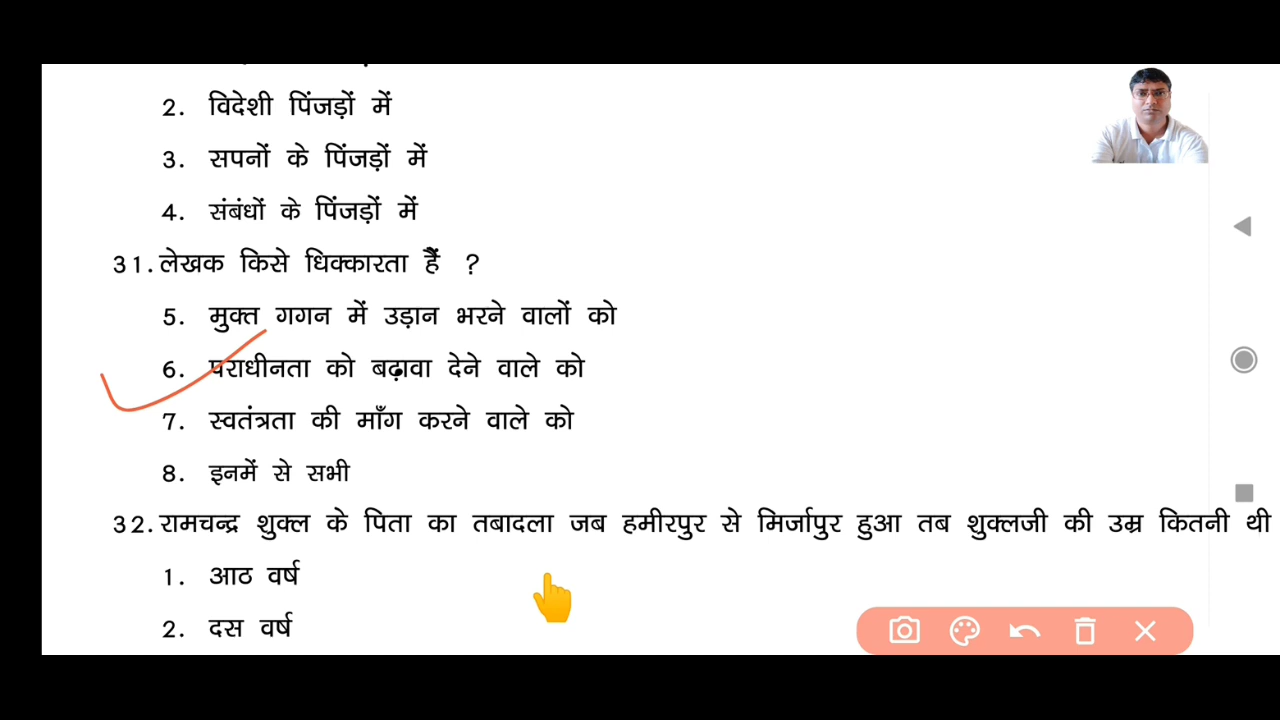 2. विदेशी पिंजड़ों में
3. सपनों के पिंजड़ों में
4. संबंधों के पिंजड़ों में
31. लेखक किसे धिक्कारता हैं ?
5. मुक्त गगन में उड़ान भरने वालों को
6. पराधीनता को बढ़ावा देने वाले को
7. स्वतंत्रता की माँग करने वाले को
8. इनमें से सभी
32. रामचन्द्र शुक्ल के पिता का तबादला जब हमीरपुर से मिर्जापुर हुआ तब शुक्लजी की उम्र कितनी थी
1. आठ वर्ष
2. दस वर्ष